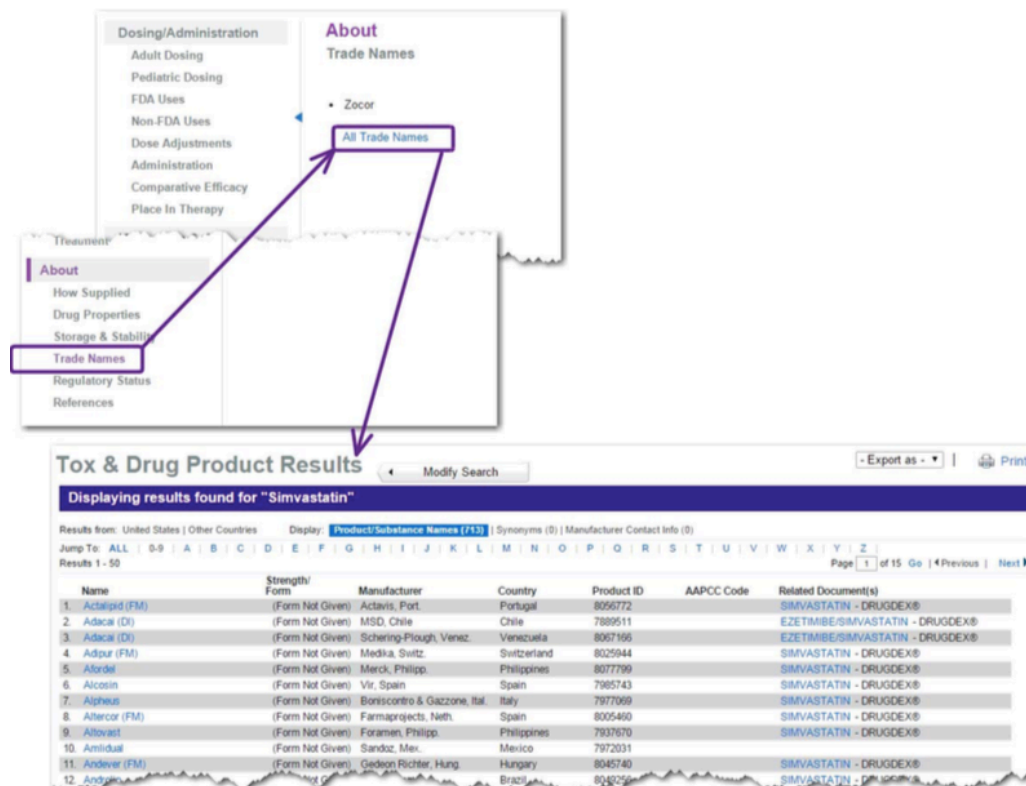 Dosing/Administration
Adult Dosing
Pediatric Dosing
FDA Uses
Non-FDA Uses
Dose Adjustments
Administration
Comparative Efficacy
Place In Therapy
About
Trade Names
• Zocor
All Trade Names
Treatment
About
How Supplied
Drug Properties
Storage & Stability
Trade Names
Regulatory Status
References
Tox & Drug Product Results
Modify Search
- Export as - ▼ | Print
Displaying results found for "Simvastatin"
Results from: United States | Other Countries Display: Product/Substance Names (713) | Synonyms (0) | Manufacturer Contact Info (0)
Jump To: ALL | 0-9 | A | B | C | D | E | F | G | H | I | J | K | L | M | N | O | P | Q | R | S | T | U | V | W | X | Y | Z |
Results 1 - 50 Page 1 of 15 Go | Previous | Next
Name Strength/Form Manufacturer Country Product ID AAPCC Code Related Document(s)
1. Actalipid (FM) (Form Not Given) Actavis, Port. Portugal 8056772 SIMVASTATIN - DRUGDEX®
2. Adacai (DI) (Form Not Given) MSD, Chile Chile 7889511 EZETIMIBE/SIMVASTATIN - DRUGDEX®
3. Adacai (DI) (Form Not Given) Schering-Plough, Venez. Venezuela 8067166 EZETIMIBE/SIMVASTATIN - DRUGDEX®
4. Adipur (FM) (Form Not Given) Medika, Switz. Switzerland 8025944 SIMVASTATIN - DRUGDEX®
5. Afordel (Form Not Given) Merck, Philipp. Philippines 8077799 SIMVASTATIN - DRUGDEX®
6. Alcosin (Form Not Given) Vir, Spain Spain 7985743 SIMVASTATIN - DRUGDEX®
7. Alpheus (Form Not Given) Boniscontro & Gazzone, Ital. Italy 7977069 SIMVASTATIN - DRUGDEX®
8. Altercor (FM) (Form Not Given) Farmaprojects, Neth. Spain 8005460 SIMVASTATIN - DRUGDEX®
9. Altovast (Form Not Given) Foramen, Philipp. Philippines 7937670 SIMVASTATIN - DRUGDEX®
10. Amlidual (Form Not Given) Sandoz, Mex. Mexico 7972031
11. Andever (FM) (Form Not Given) Gedeon Richter, Hung. Hungary 8045740 SIMVASTATIN - DRUGDEX®
12. Brazil SIMVASTATIN - DRUGDEX®